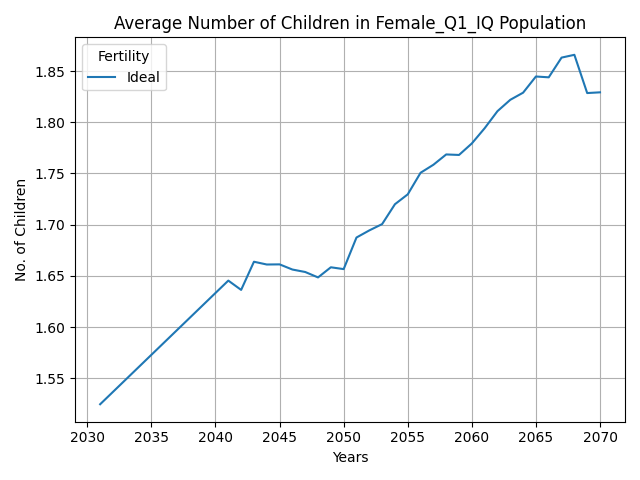 Average Number of Children in Female_Q1_IQ Population
Fertility
Ideal
No. of Children
1.85
1.80
1.75
1.70
1.65
1.60
1.55
2030 2035 2040 2045 2050 2055 2060 2065 2070
Years